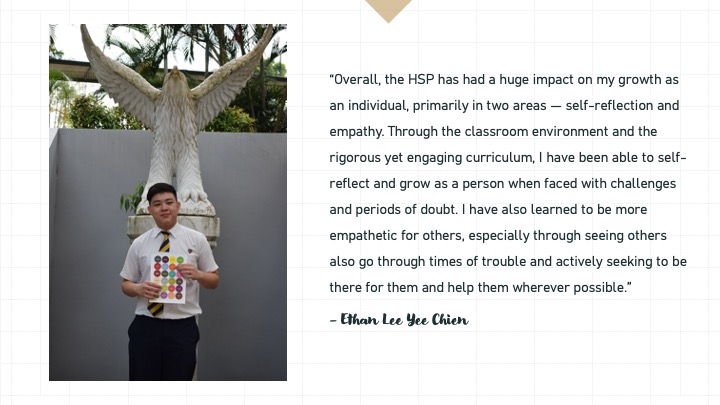 “Overall, the HSP has had a huge impact on my growth as
an individual, primarily in two areas — self-reflection and
empathy. Through the classroom environment and the
rigorous yet engaging curriculum, I have been able to self-
reflect and grow as a person when faced with challenges
and periods of doubt. I have also learned to be more
empathetic for others, especially through seeing others
also go through times of trouble and actively seeking to be
there for them and help them wherever possible.”
- Ethan Lee Yee Chien